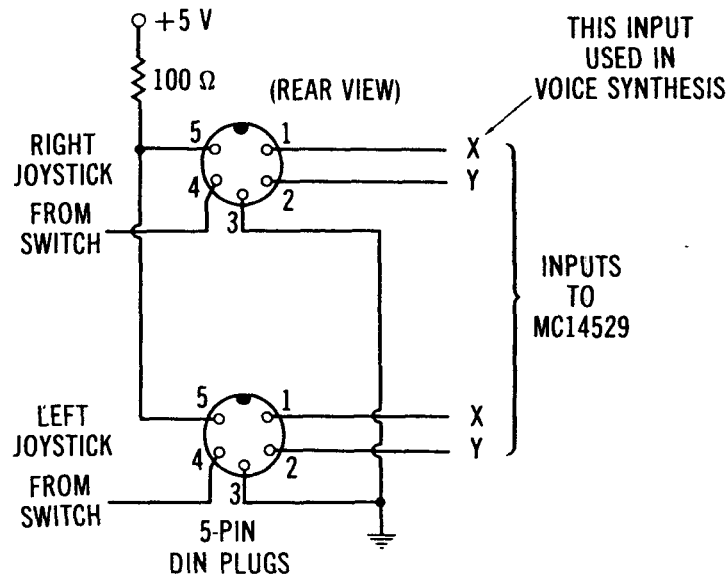 +5 V
100 Ω
(REAR VIEW)
THIS INPUT
USED IN
VOICE SYNTHESIS
RIGHT
JOYSTICK
FROM
SWITCH
5
1
4
2
3
X
Y
INPUTS
TO
MC14529
LEFT
JOYSTICK
FROM
SWITCH
5
1
4
2
3
X
Y
5-PIN
DIN PLUGS